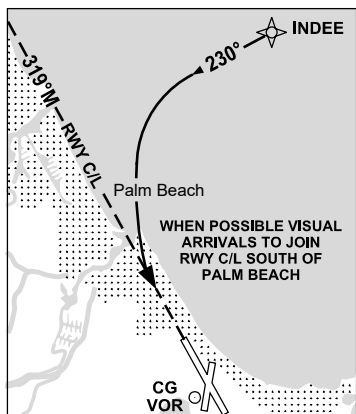 INDEE
230°
319°M
RWY C/L
Palm Beach
WHEN POSSIBLE VISUAL
ARRIVALS TO JOIN
RWY C/L SOUTH OF
PALM BEACH
CG
VOR